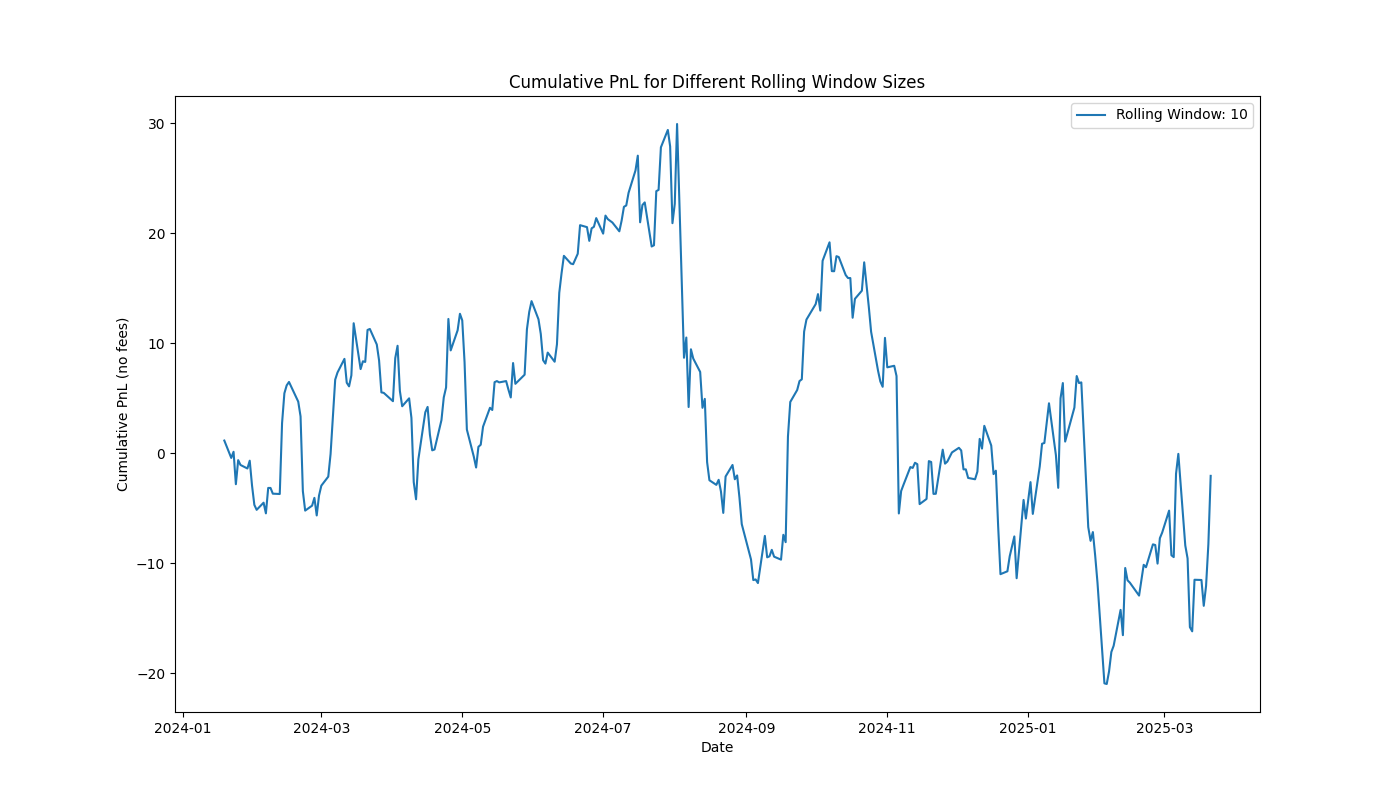 Cumulative PnL for Different Rolling Window Sizes
Rolling Window: 10
Cumulative PnL (no fees)
30
20
10
0
−10
−20
2024-01 2024-03 2024-05 2024-07 2024-09 2024-11 2025-01 2025-03
Date